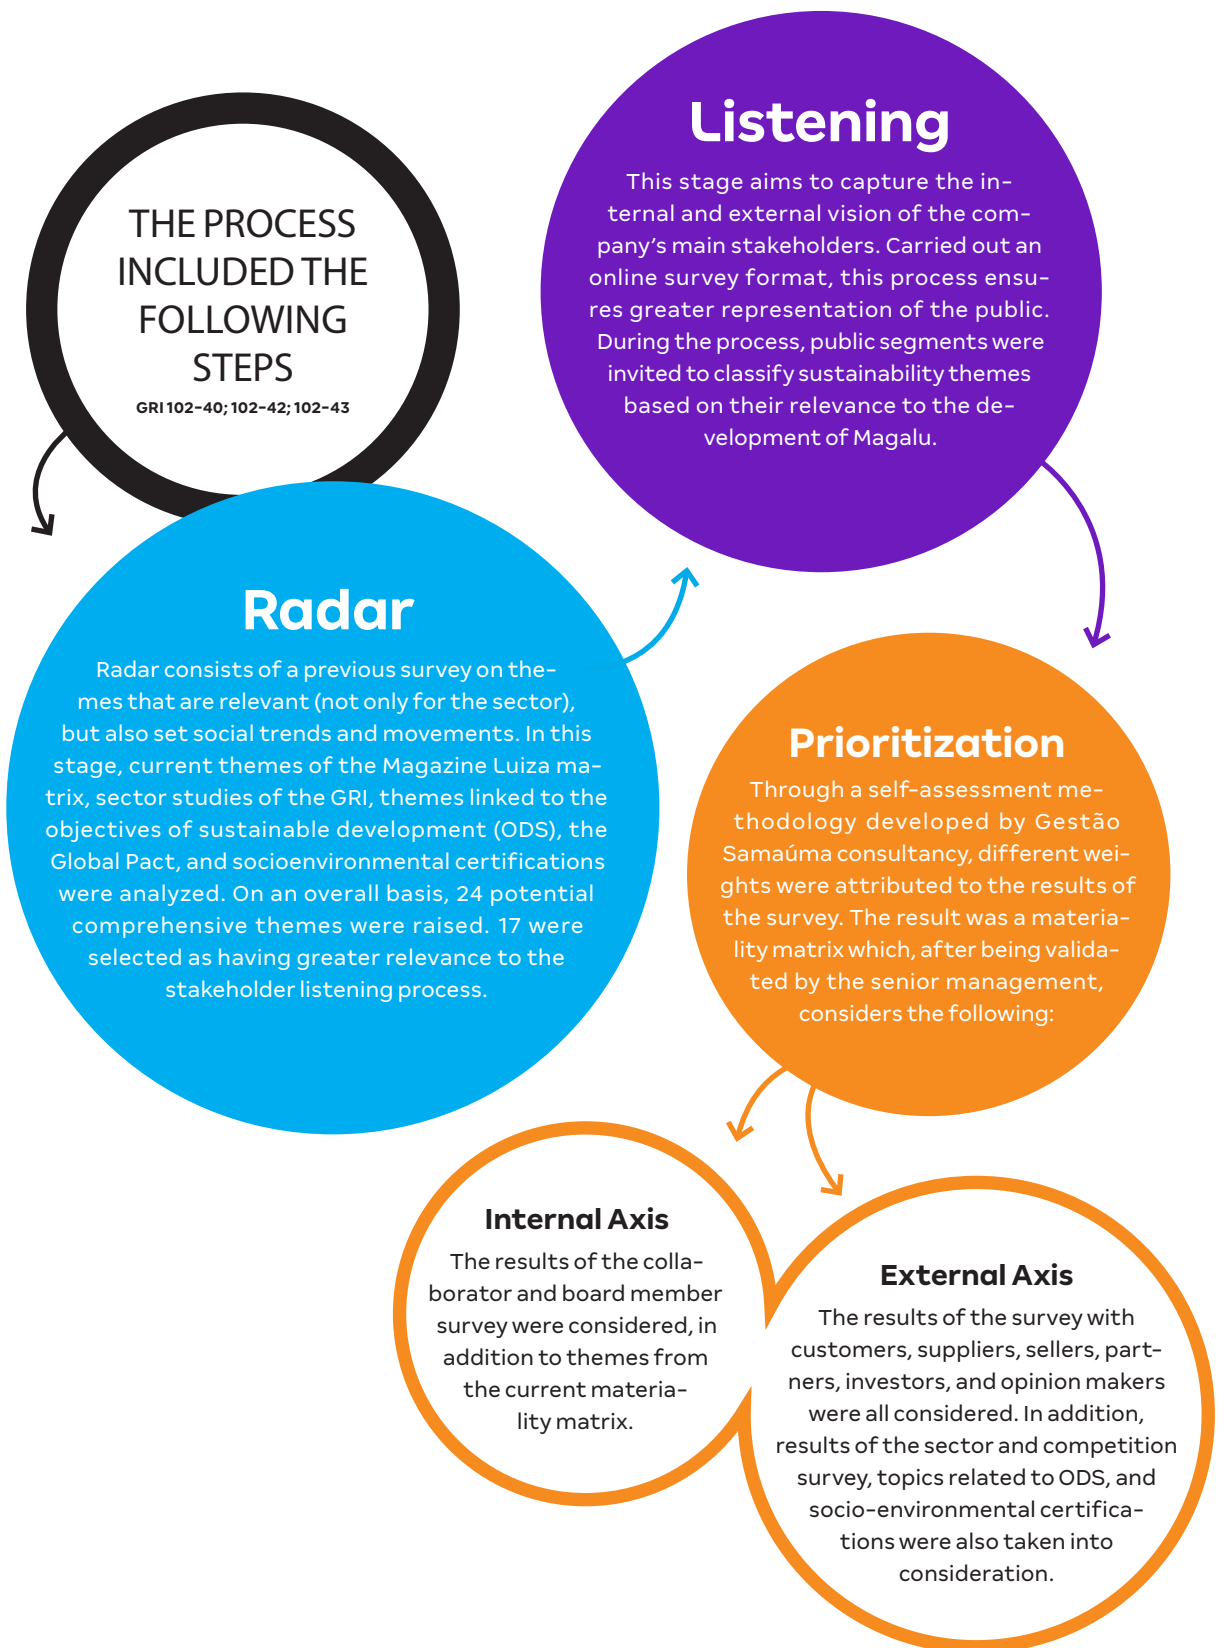 THE PROCESS
INCLUDED THE
FOLLOWING
STEPS
GRI 102-40; 102-42; 102-43
Radar
Radar consists of a previous survey on the-
mes that are relevant (not only for the sector),
but also set social trends and movements. In this
stage, current themes of the Magazine Luiza ma-
trix, sector studies of the GRI, themes linked to the
objectives of sustainable development (ODS), the
Global Pact, and socioenvironmental certifications
were analyzed. On an overall basis, 24 potential
comprehensive themes were raised. 17 were
selected as having greater relevance to the
stakeholder listening process.
Listening
This stage aims to capture the in-
ternal and external vision of the com-
pany's main stakeholders. Carried out an
online survey format, this process ensu-
res greater representation of the public.
During the process, public segments were
invited to classify sustainability themes
based on their relevance to the de-
velopment of Magalu.
Prioritization
Through a self-assessment me-
thodology developed by Gestão
Samaúma consultancy, different wei-
ghts were attributed to the results of
the survey. The result was a materia-
lity matrix which, after being valida-
ted by the senior management,
considers the following:
Internal Axis
The results of the colla-
borator and board member
survey were considered, in
addition to themes from
the current materia-
lity matrix.
External Axis
The results of the survey with
customers, suppliers, sellers, part-
ners, investors, and opinion makers
were all considered. In addition,
results of the sector and competition
survey, topics related to ODS, and
socio-environmental certifica-
tions were also taken into
consideration.